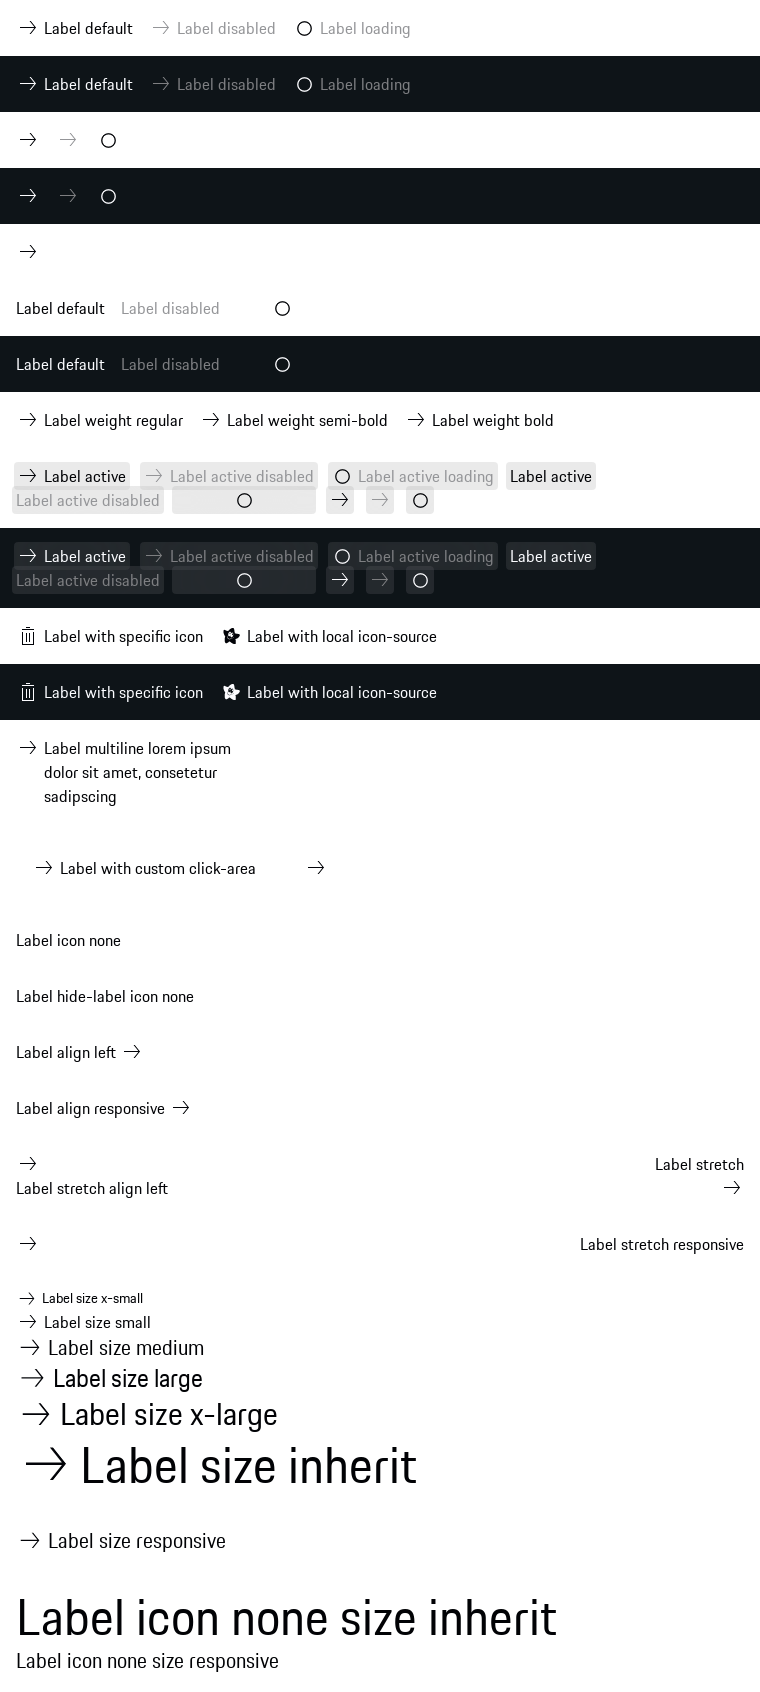 Label default Label disabled Label loading
Label default Label disabled Label loading
Label default Label disabled
Label default Label disabled
Label weight regular Label weight semi-bold Label weight bold
Label active Label active disabled Label active loading Label active
Label active disabled
Label active Label active disabled Label active loading Label active
Label active disabled
Label with specific icon Label with local icon-source
Label with specific icon Label with local icon-source
Label multiline lorem ipsum
dolor sit amet, consetetur
sadipscing
Label with custom click-area
Label icon none
Label hide-label icon none
Label align left
Label align responsive
Label stretch
Label stretch align left
Label stretch responsive
Label size x-small
Label size small
Label size medium
Label size large
Label size x-large
Label size inherit
Label size responsive
Label icon none size inherit
Label icon none size responsive